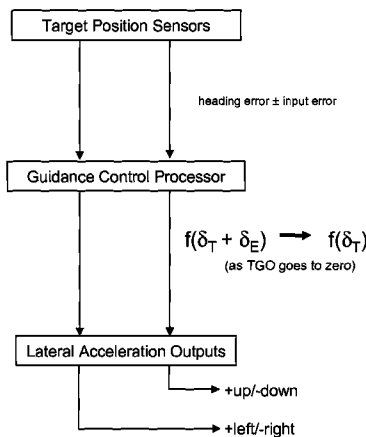 Target Position Sensors
heading error ± input error
Guidance Control Processor
f(δT + δE) → f(δT)
(as TGO goes to zero)
Lateral Acceleration Outputs
+up/-down
+left/-right